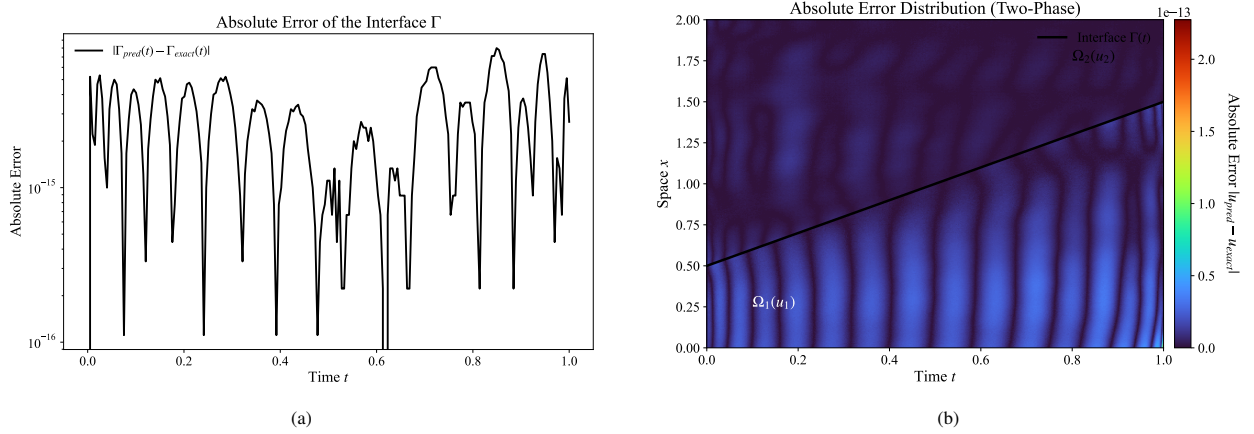 Absolute Error of the Interface Γ
|Γ_pred(t) − Γ_exact(t)|
Absolute Error
10⁻¹⁵
10⁻¹⁶
0.0 0.2 0.4 0.6 0.8 1.0
Time t
(a)
Absolute Error Distribution (Two-Phase)
1e−13
Interface Γ(t)
Ω₂(u₂)
Ω₁(u₁)
Space x
2.00
1.75
1.50
1.25
1.00
0.75
0.50
0.25
0.00
0.0 0.2 0.4 0.6 0.8 1.0
Time t
2.0
1.5
1.0
0.5
0.0
Absolute Error |u_pred − u_exact|
(b)